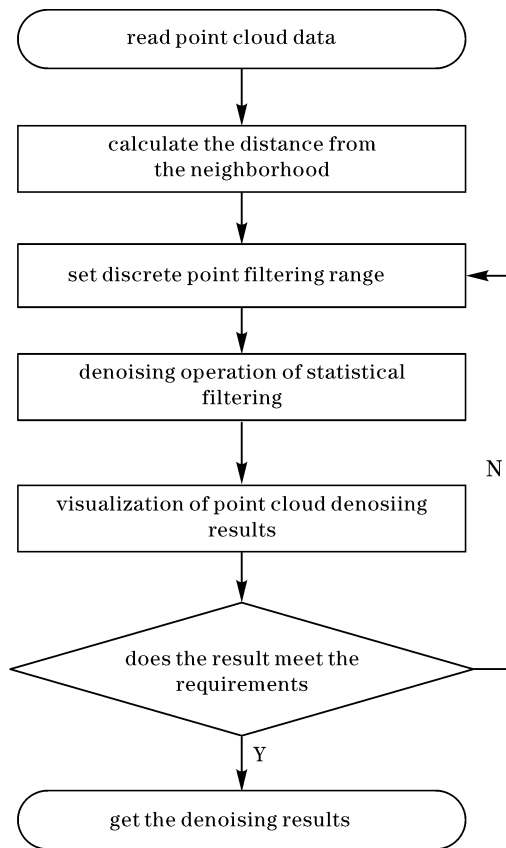 read point cloud data
calculate the distance from
the neighborhood
set discrete point filtering range
denoising operation of statistical
filtering
N
visualization of point cloud denosiing
results
does the result meet the
requirements
Y
get the denoising results